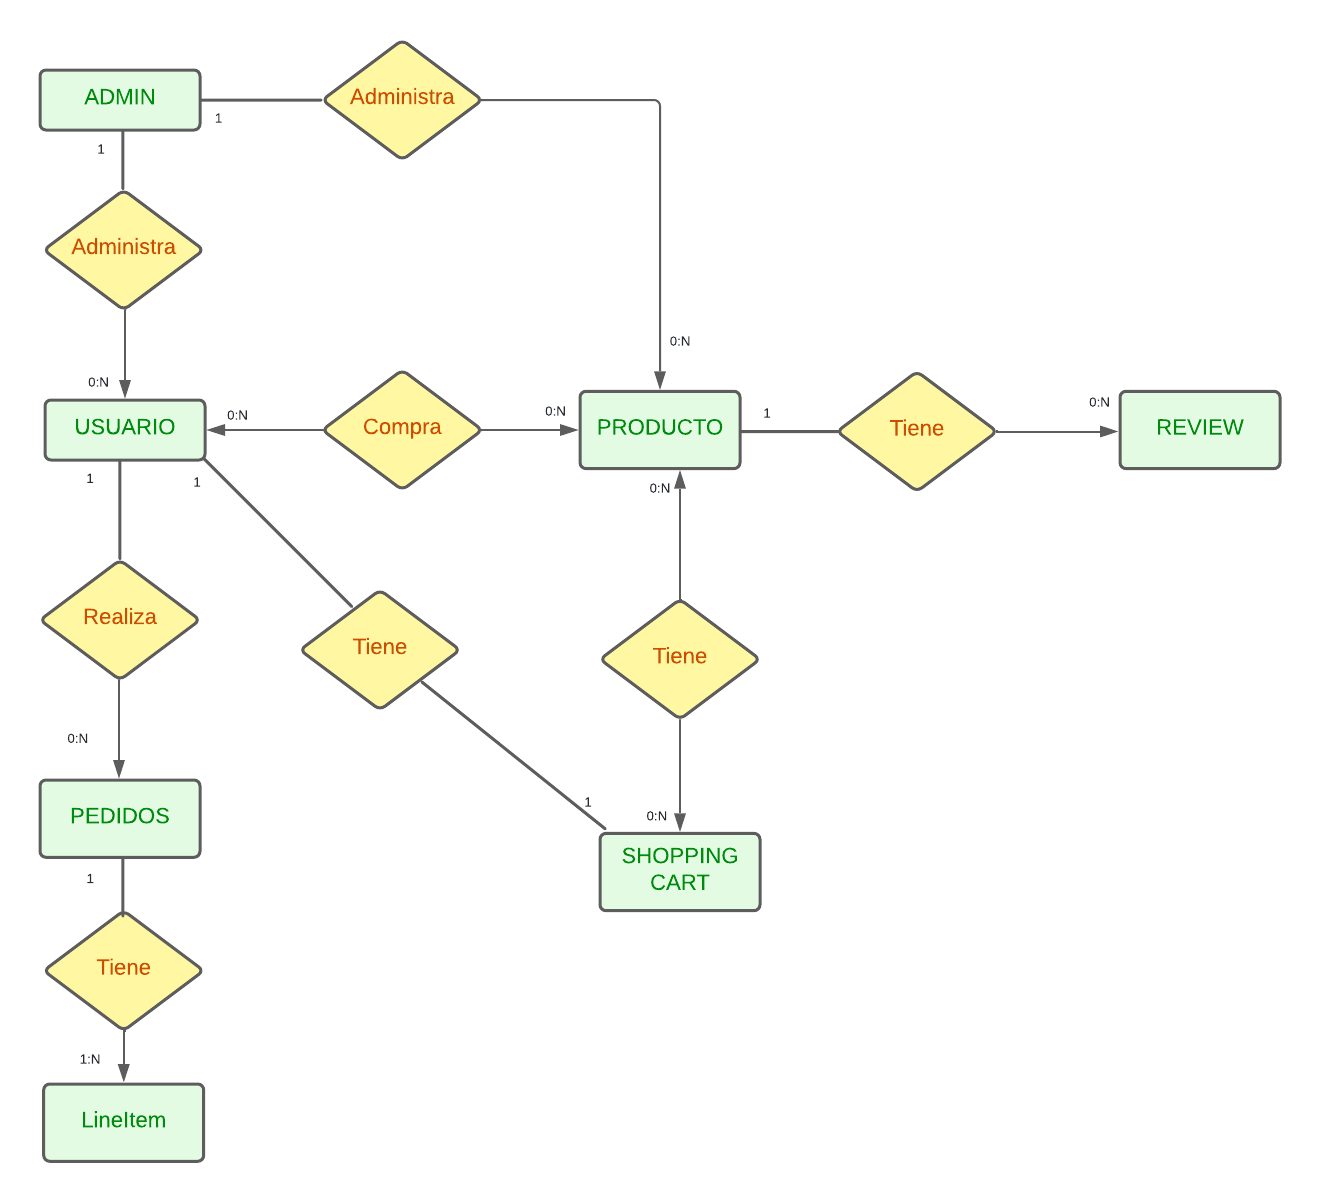 ADMIN
Administra
1
1
Administra
0:N
0:N
USUARIO
0:N
Compra
0:N
PRODUCTO
1
Tiene
0:N
REVIEW
1
1
0:N
Realiza
Tiene
Tiene
0:N
1
0:N
PEDIDOS
SHOPPING
CART
1
Tiene
1:N
LineItem